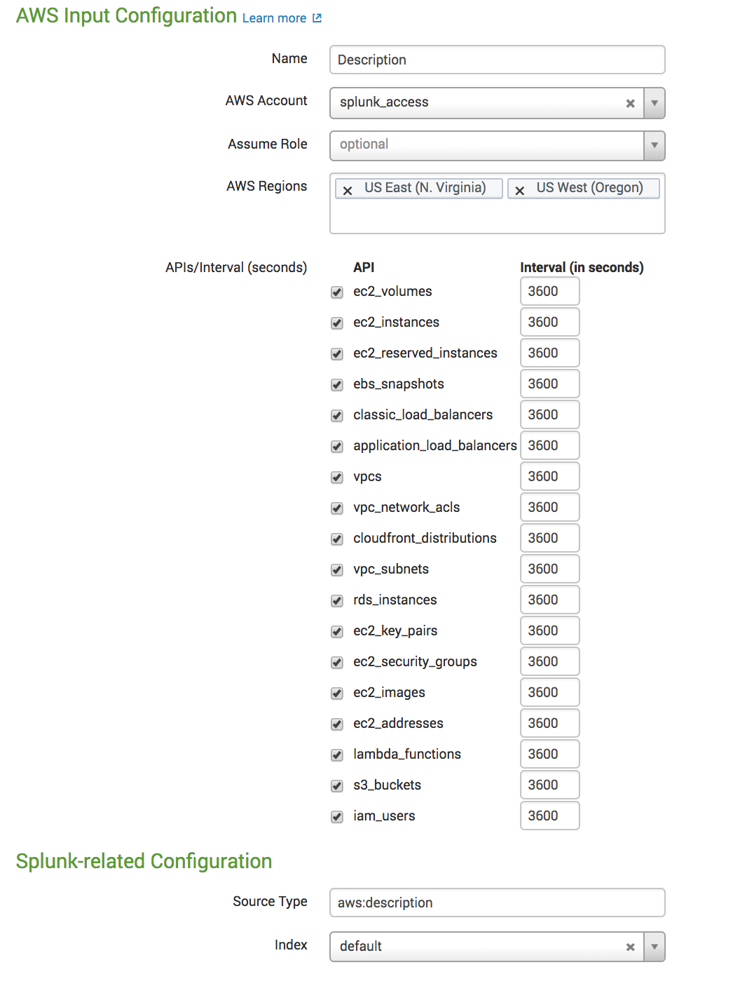 AWS Input Configuration Learn more
Name Description
AWS Account splunk_access
Assume Role optional
AWS Regions US East (N. Virginia) US West (Oregon)
APIs/Interval (seconds) API Interval (in seconds)
ec2_volumes 3600
ec2_instances 3600
ec2_reserved_instances 3600
ebs_snapshots 3600
classic_load_balancers 3600
application_load_balancers 3600
vpcs 3600
vpc_network_acls 3600
cloudfront_distributions 3600
vpc_subnets 3600
rds_instances 3600
ec2_key_pairs 3600
ec2_security_groups 3600
ec2_images 3600
ec2_addresses 3600
lambda_functions 3600
s3_buckets 3600
iam_users 3600
Splunk-related Configuration
Source Type aws:description
Index default